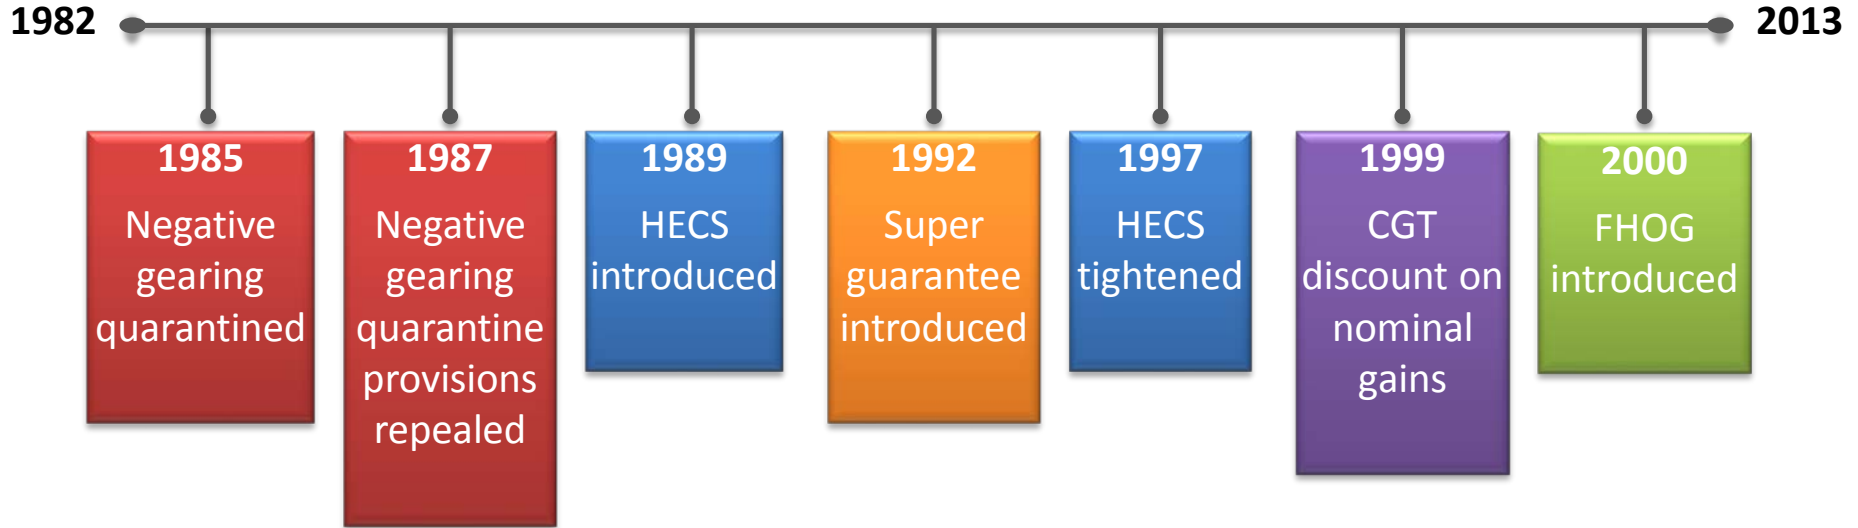 1982
2013
1985
Negative
gearing
quarantined
1987
Negative
gearing
quarantine
provisions
repealed
1989
HECS
introduced
1992
Super
guarantee
introduced
1997
HECS
tightened
1999
CGT
discount on
nominal
gains
2000
FHOG
introduced